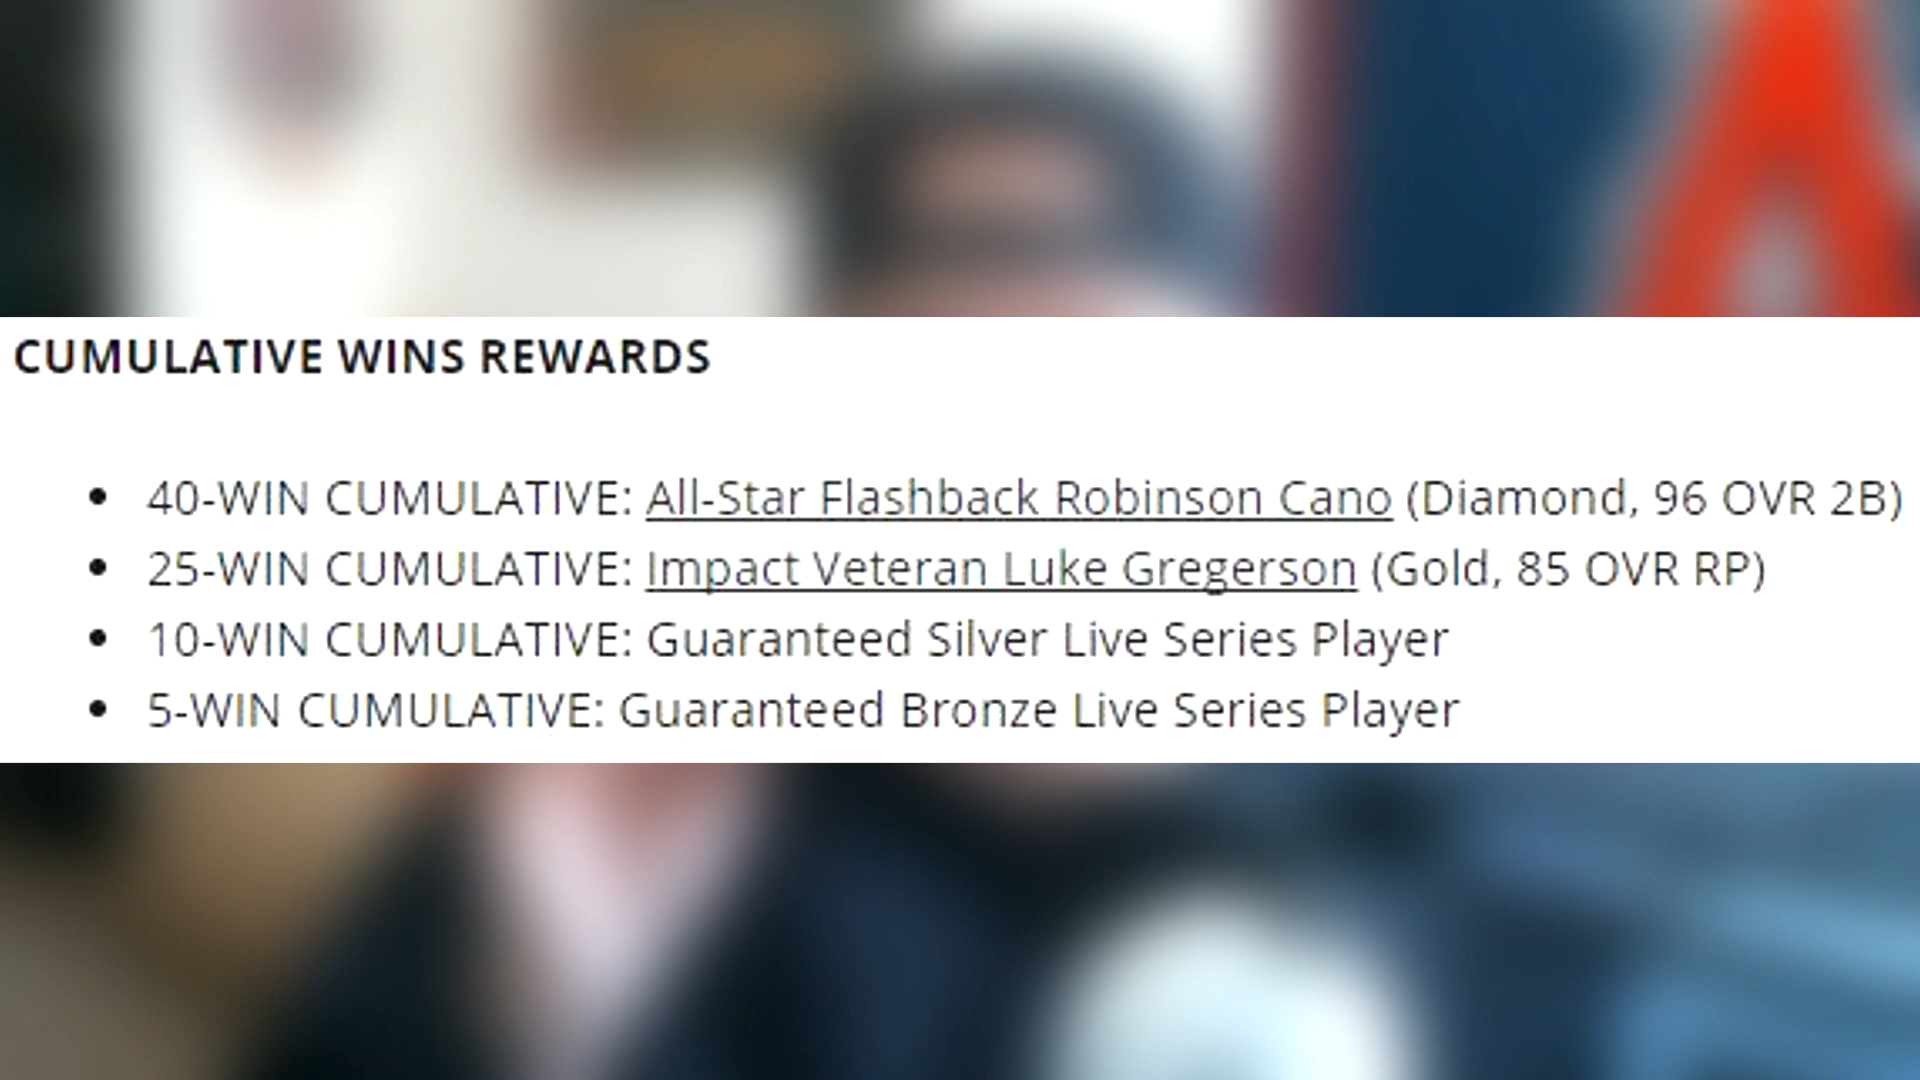 CUMULATIVE WINS REWARDS
• 40-WIN CUMULATIVE: All-Star Flashback Robinson Cano (Diamond, 96 OVR 2B)
• 25-WIN CUMULATIVE: Impact Veteran Luke Gregerson (Gold, 85 OVR RP)
• 10-WIN CUMULATIVE: Guaranteed Silver Live Series Player
• 5-WIN CUMULATIVE: Guaranteed Bronze Live Series Player